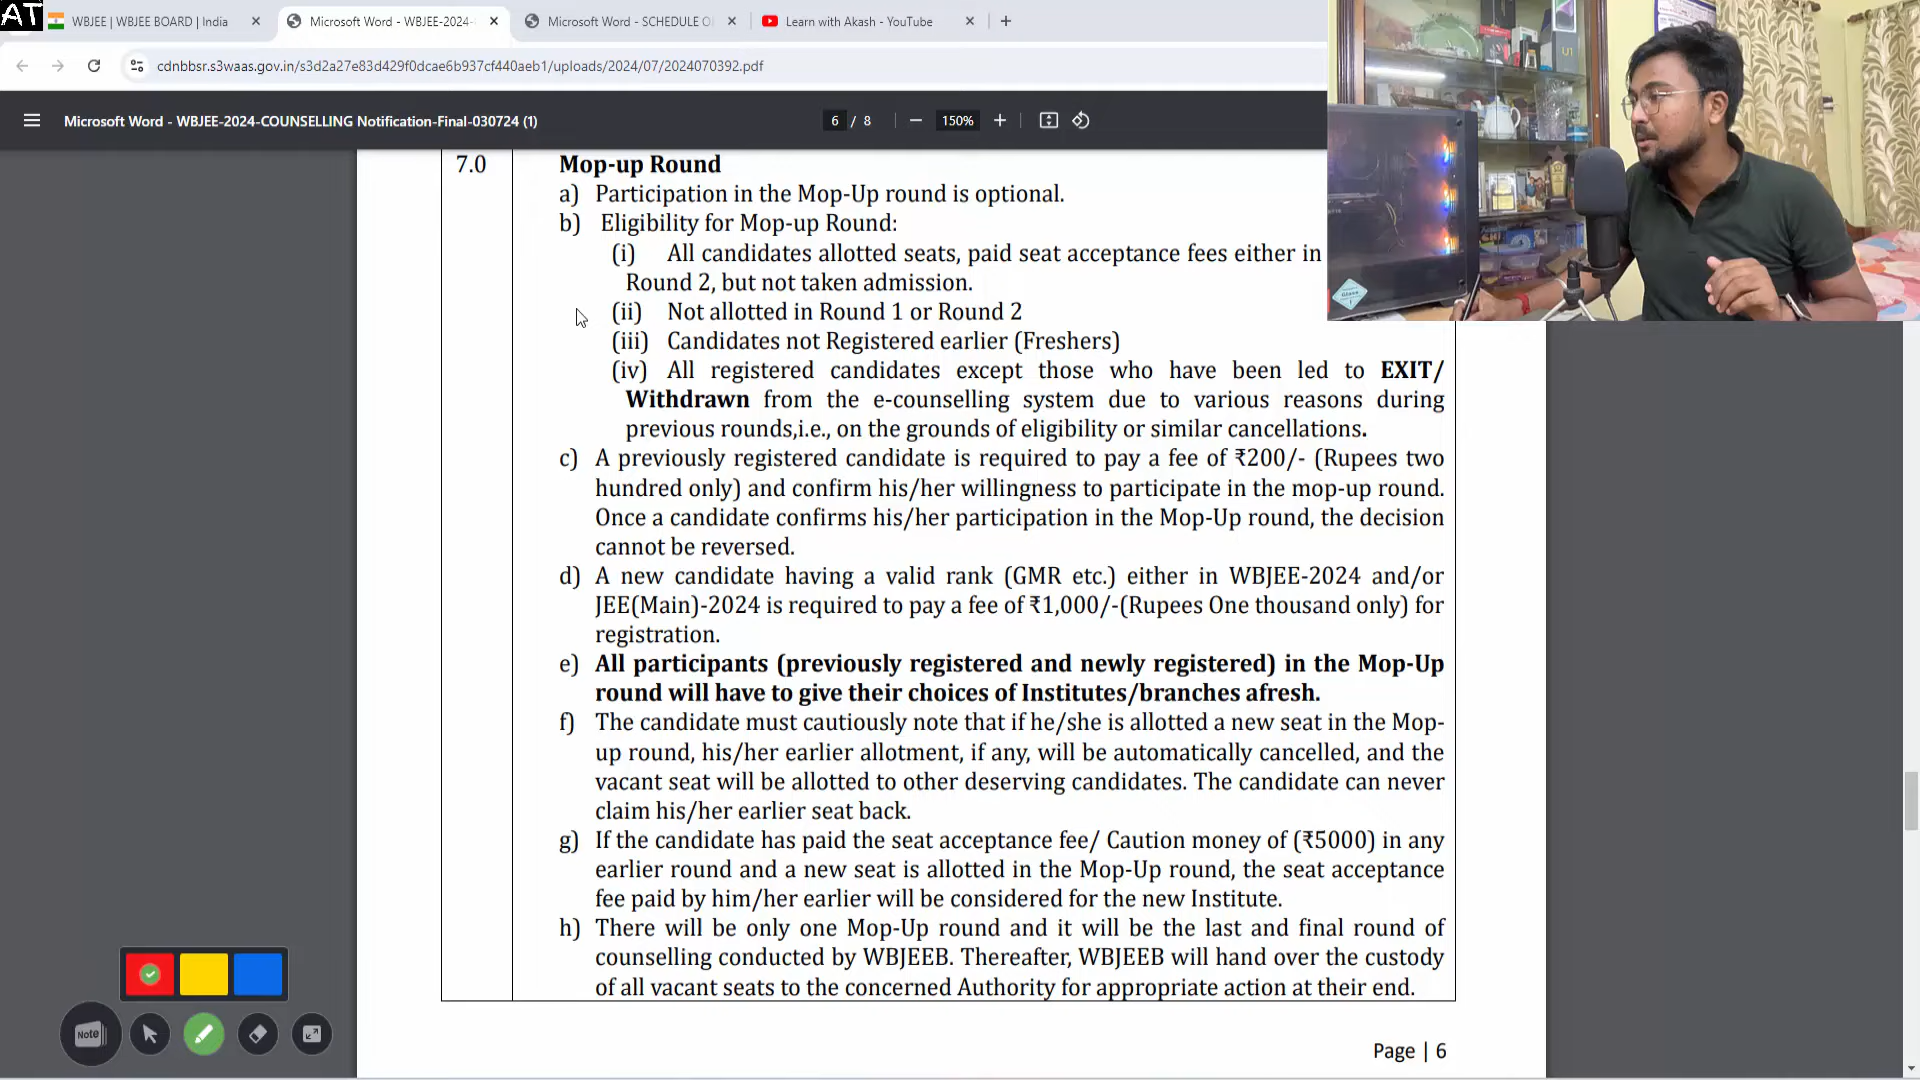 AT
WBJEE | WBJEE BOARD | India
Microsoft Word - WBJEE-2024-
Microsoft Word - SCHEDULE O
Learn with Akash - YouTube
cdnbbsr.s3waas.gov.in/s3d2a27e83d429f0dcae6b937cf440aeb1/uploads/2024/07/2024070392.pdf
Microsoft Word - WBJEE-2024-COUNSELLING Notification-Final-030724 (1)
6 / 8
150%
7.0 Mop-up Round
a) Participation in the Mop-Up round is optional.
b) Eligibility for Mop-up Round:
(i) All candidates allotted seats, paid seat acceptance fees either in
Round 2, but not taken admission.
(ii) Not allotted in Round 1 or Round 2
(iii) Candidates not Registered earlier (Freshers)
(iv) All registered candidates except those who have been led to EXIT/
Withdrawn from the e-counselling system due to various reasons during
previous rounds,i.e., on the grounds of eligibility or similar cancellations.
c) A previously registered candidate is required to pay a fee of ₹200/- (Rupees two
hundred only) and confirm his/her willingness to participate in the mop-up round.
Once a candidate confirms his/her participation in the Mop-Up round, the decision
cannot be reversed.
d) A new candidate having a valid rank (GMR etc.) either in WBJEE-2024 and/or
JEE(Main)-2024 is required to pay a fee of ₹1,000/-(Rupees One thousand only) for
registration.
e) All participants (previously registered and newly registered) in the Mop-Up
round will have to give their choices of Institutes/branches afresh.
f) The candidate must cautiously note that if he/she is allotted a new seat in the Mop-
up round, his/her earlier allotment, if any, will be automatically cancelled, and the
vacant seat will be allotted to other deserving candidates. The candidate can never
claim his/her earlier seat back.
g) If the candidate has paid the seat acceptance fee/ Caution money of (₹5000) in any
earlier round and a new seat is allotted in the Mop-Up round, the seat acceptance
fee paid by him/her earlier will be considered for the new Institute.
h) There will be only one Mop-Up round and it will be the last and final round of
counselling conducted by WBJEEB. Thereafter, WBJEEB will hand over the custody
of all vacant seats to the concerned Authority for appropriate action at their end.
Note
Page | 6